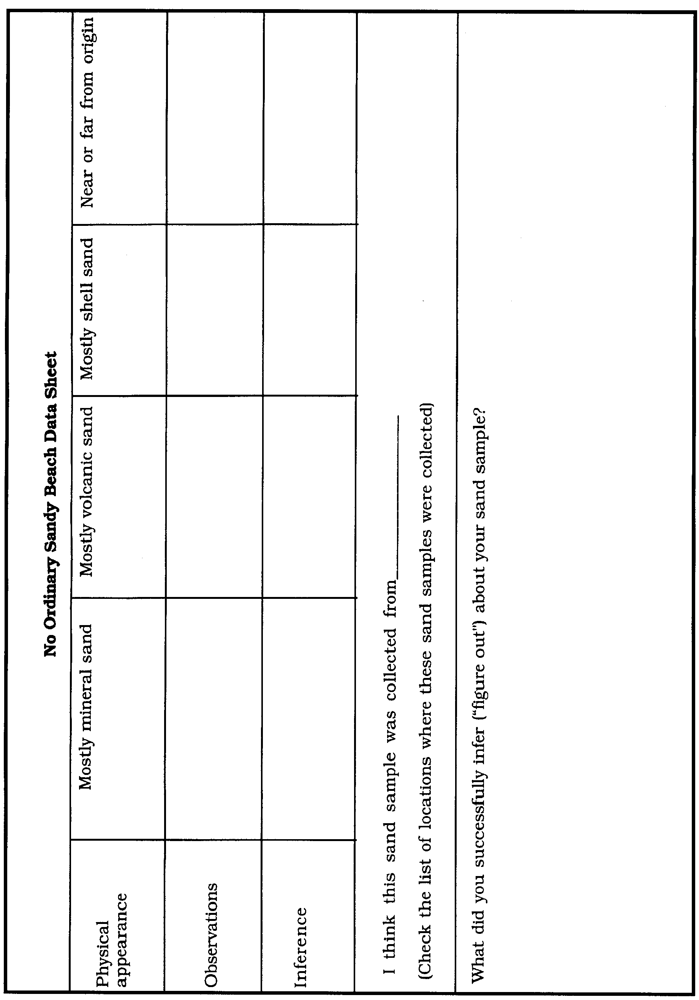 No Ordinary Sandy Beach Data Sheet
Physical appearance
Mostly mineral sand
Mostly volcanic sand
Mostly shell sand
Near or far from origin
Observations
Inference
I think this sand sample was collected from________________
(Check the list of locations where these sand samples were collected)
What did you successfully infer (“figure out”) about your sand sample?